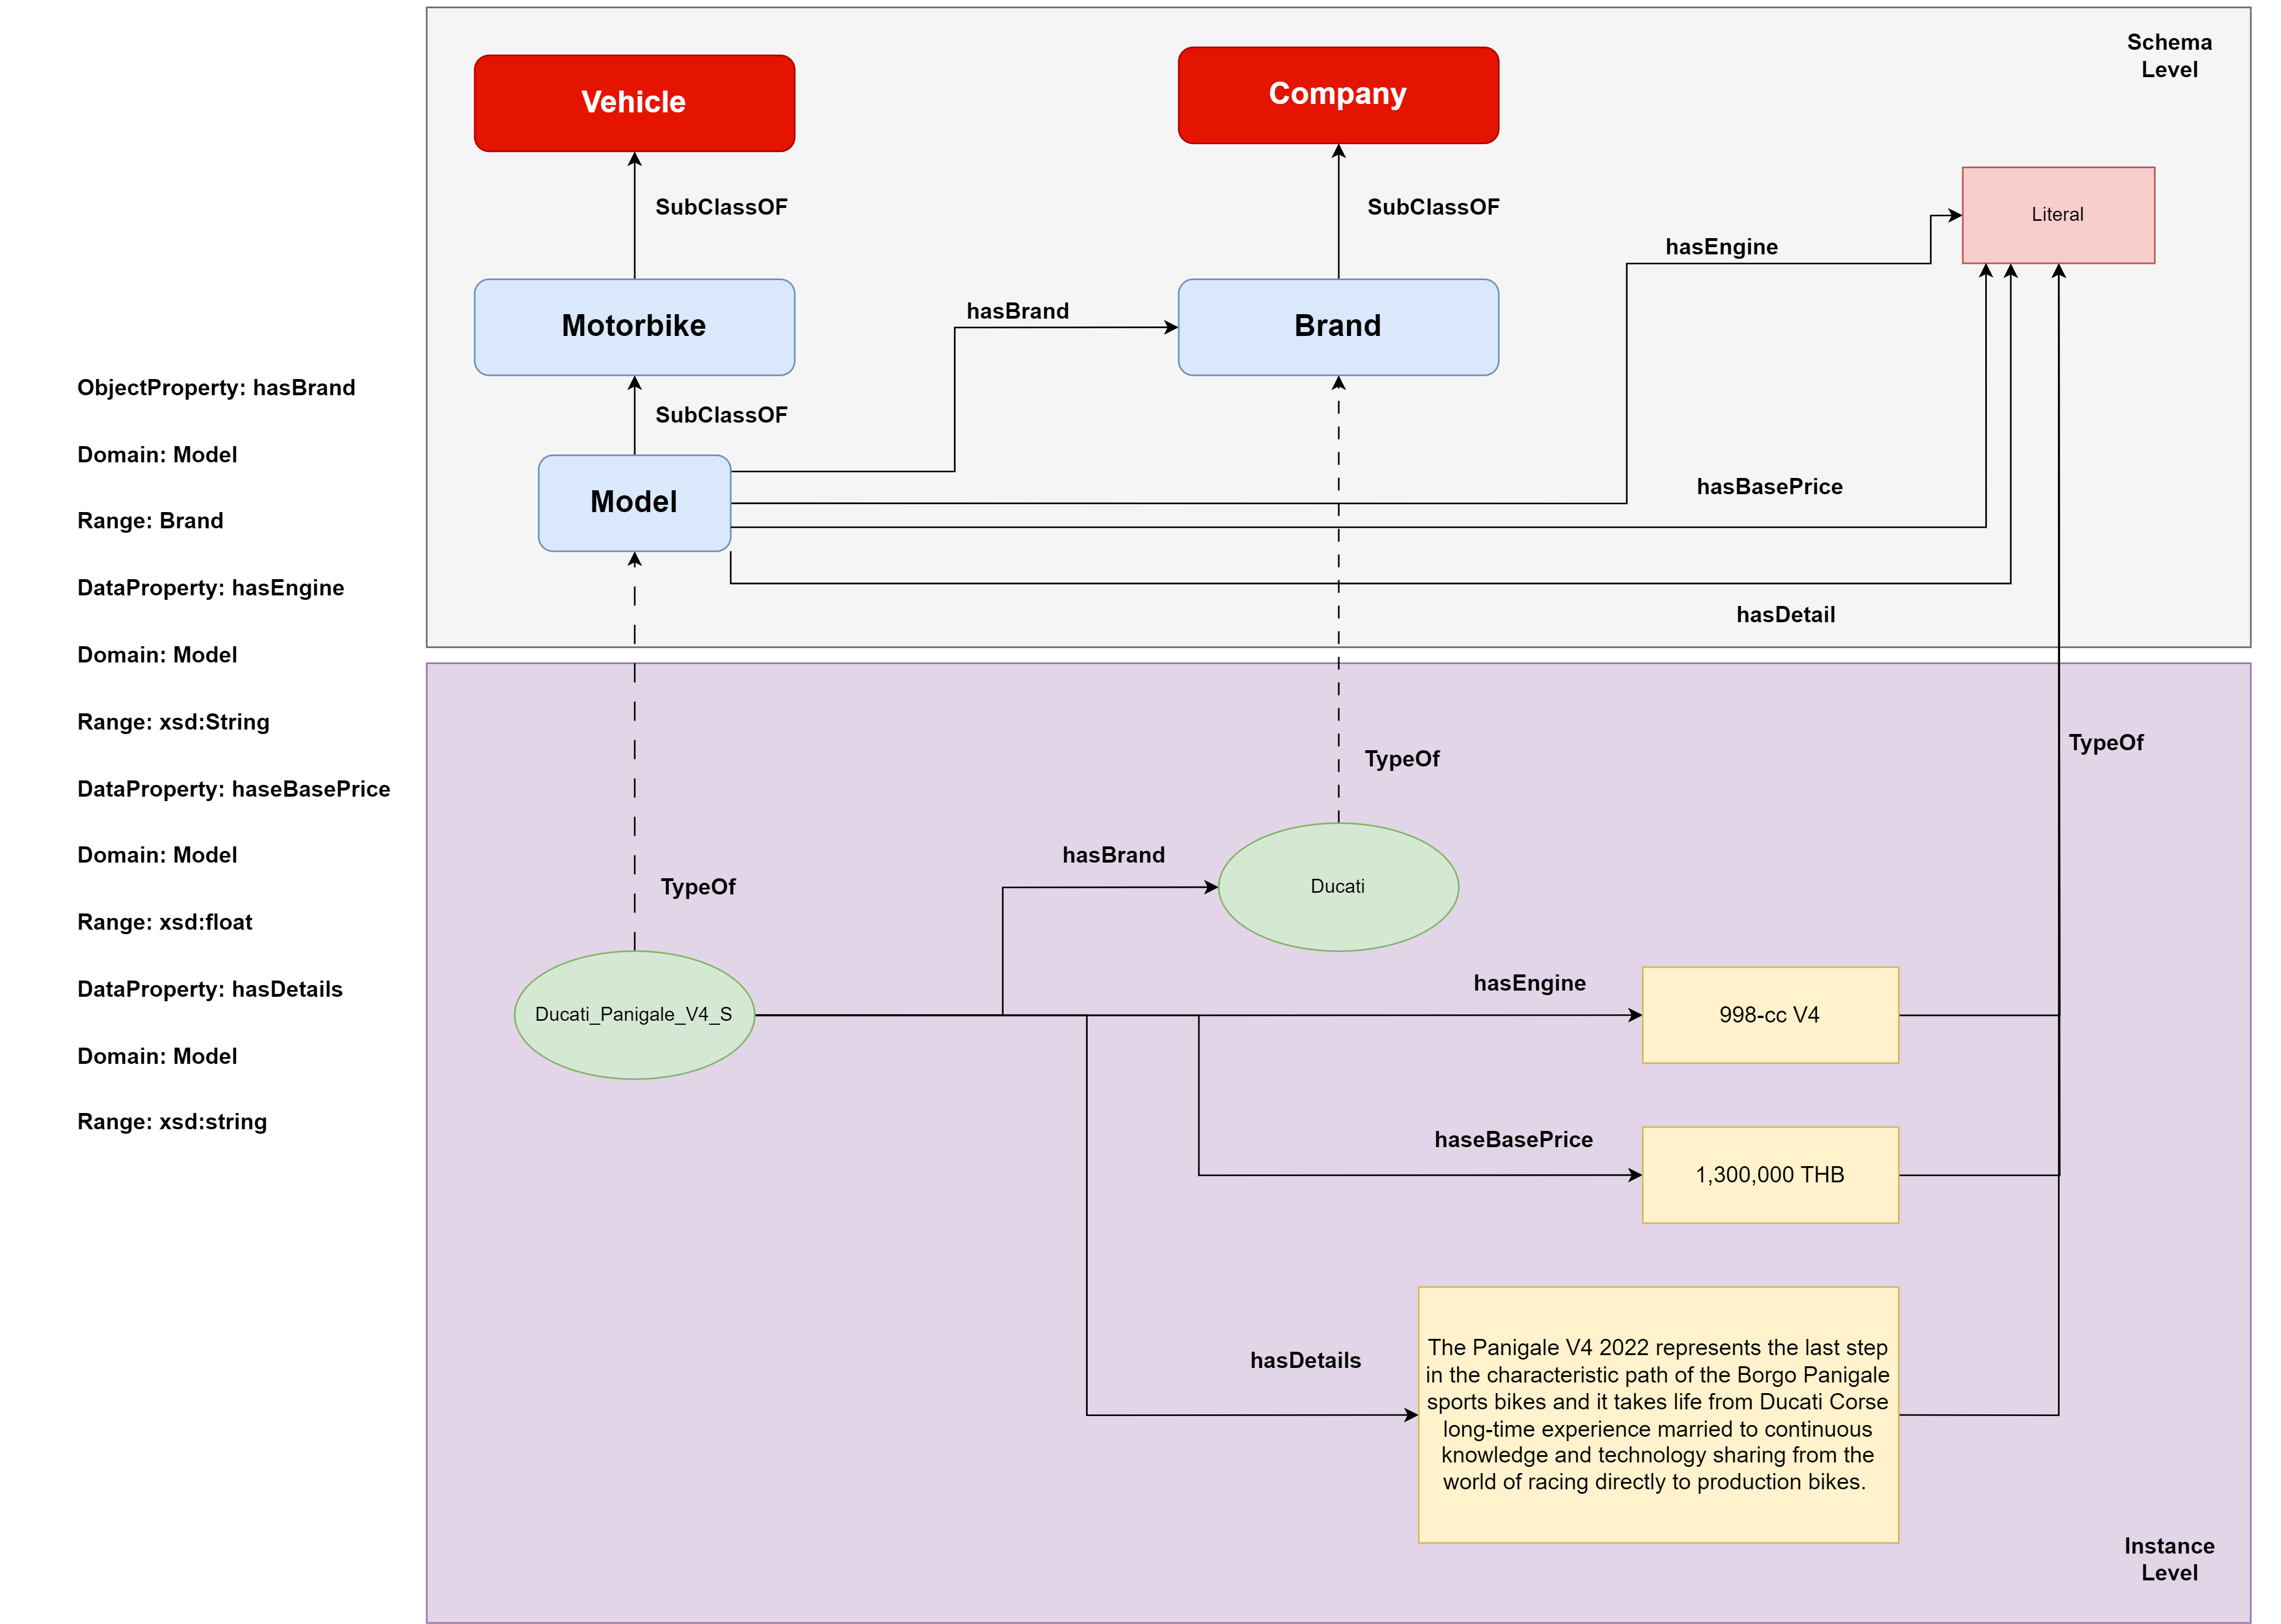 Schema
Level
Vehicle
Company
SubClassOF
SubClassOF
Literal
hasEngine
hasBrand
Motorbike
Brand
SubClassOF
Model
hasBasePrice
hasDetail
ObjectProperty: hasBrand
Domain: Model
Range: Brand
DataProperty: hasEngine
Domain: Model
Range: xsd:String
DataProperty: haseBasePrice
Domain: Model
Range: xsd:float
DataProperty: hasDetails
Domain: Model
Range: xsd:string
TypeOf
TypeOf
TypeOf
hasBrand
Ducati
Ducati_Panigale_V4_S
hasEngine
998-cc V4
haseBasePrice
1,300,000 THB
hasDetails
The Panigale V4 2022 represents the last step
in the characteristic path of the Borgo Panigale
sports bikes and it takes life from Ducati Corse
long-time experience married to continuous
knowledge and technology sharing from the
world of racing directly to production bikes.
Instance
Level